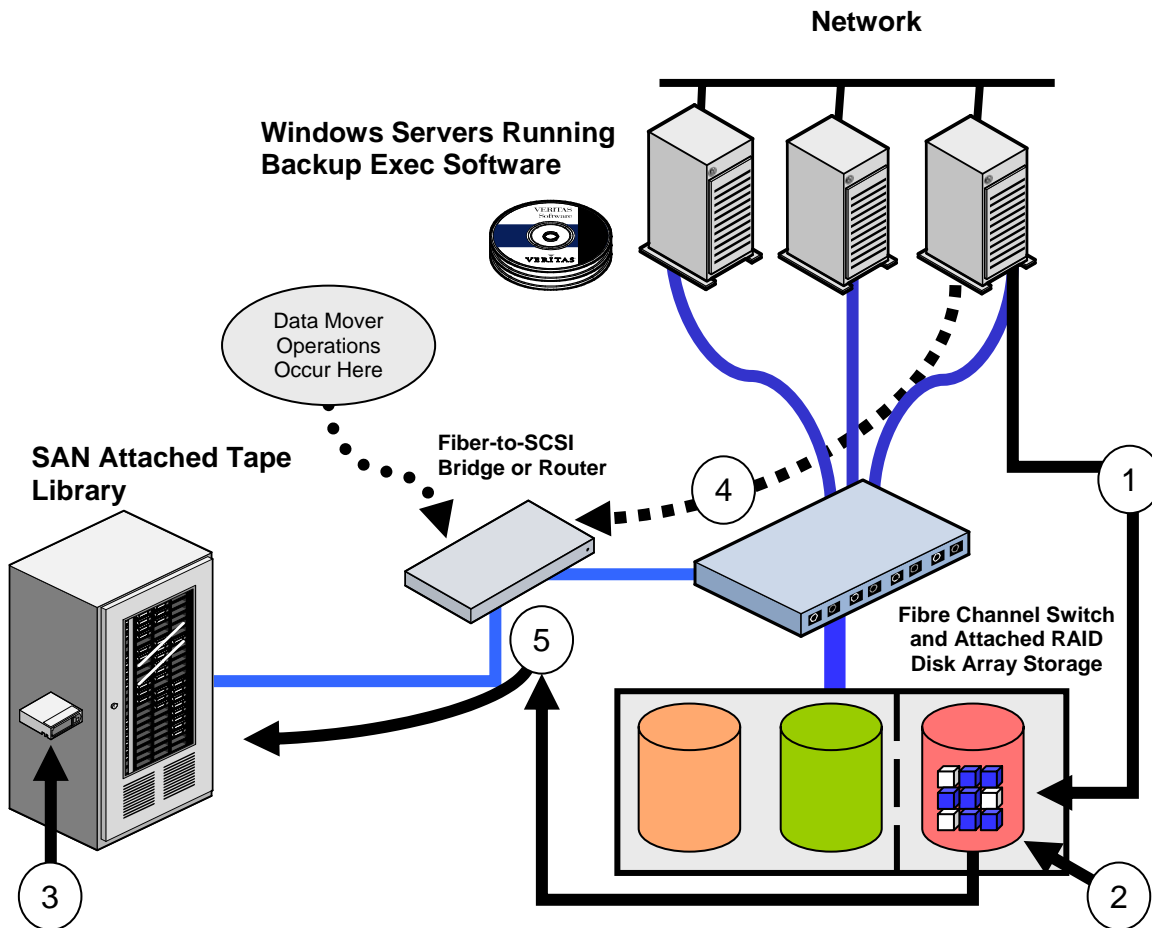 Network
Windows Servers Running
Backup Exec Software
VERITAS
Software
VERITAS
Data Mover
Operations
Occur Here
Fiber-to-SCSI
Bridge or Router
SAN Attached Tape
Library
4
1
5
Fibre Channel Switch
and Attached RAID
Disk Array Storage
3
2